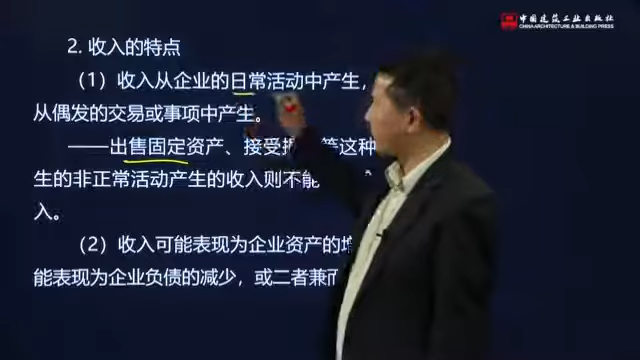 中国建筑工业出版社
CHINA ARCHITECTURE & BUILDING PRESS
2. 收入的特点
（1）收入从企业的日常活动中产生，
从偶发的交易或事项中产生。
——出售固定资产、接受捐 等这种
生的非正常活动产生的收入则不能
入。
（2）收入可能表现为企业资产的增
能表现为企业负债的减少，或二者兼而